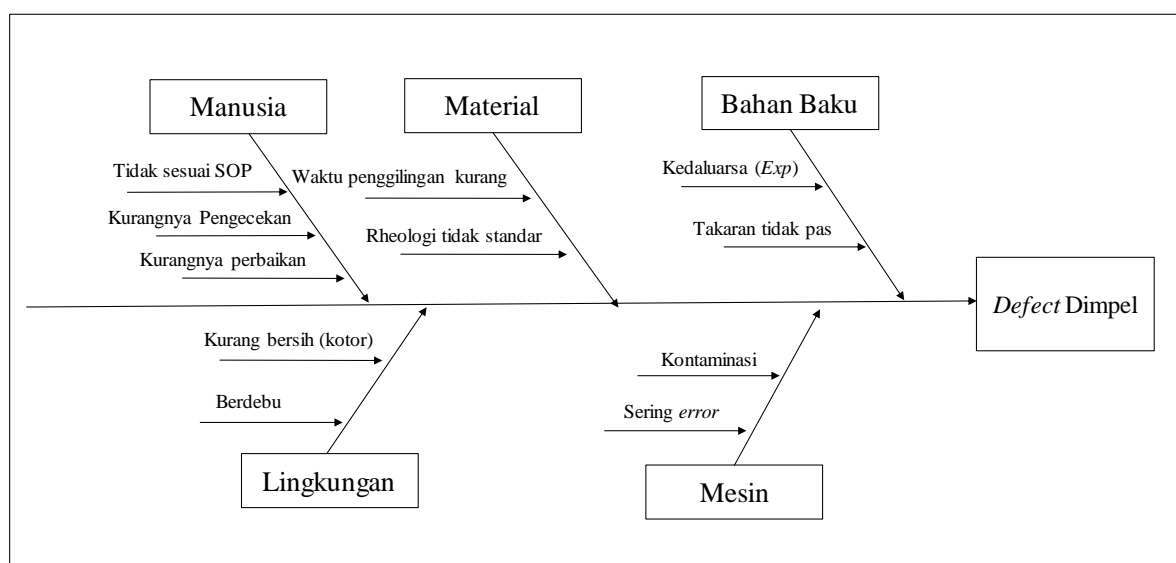 Manusia
Material
Bahan Baku
Tidak sesuai SOP
Kurangnya Pengecekan
Kurangnya perbaikan
Waktu penggilingan kurang
Rheologi tidak standar
Kedaluarsa (Exp)
Takaran tidak pas
Defect Dimpel
Kurang bersih (kotor)
Berdebu
Kontaminasi
Sering error
Lingkungan
Mesin